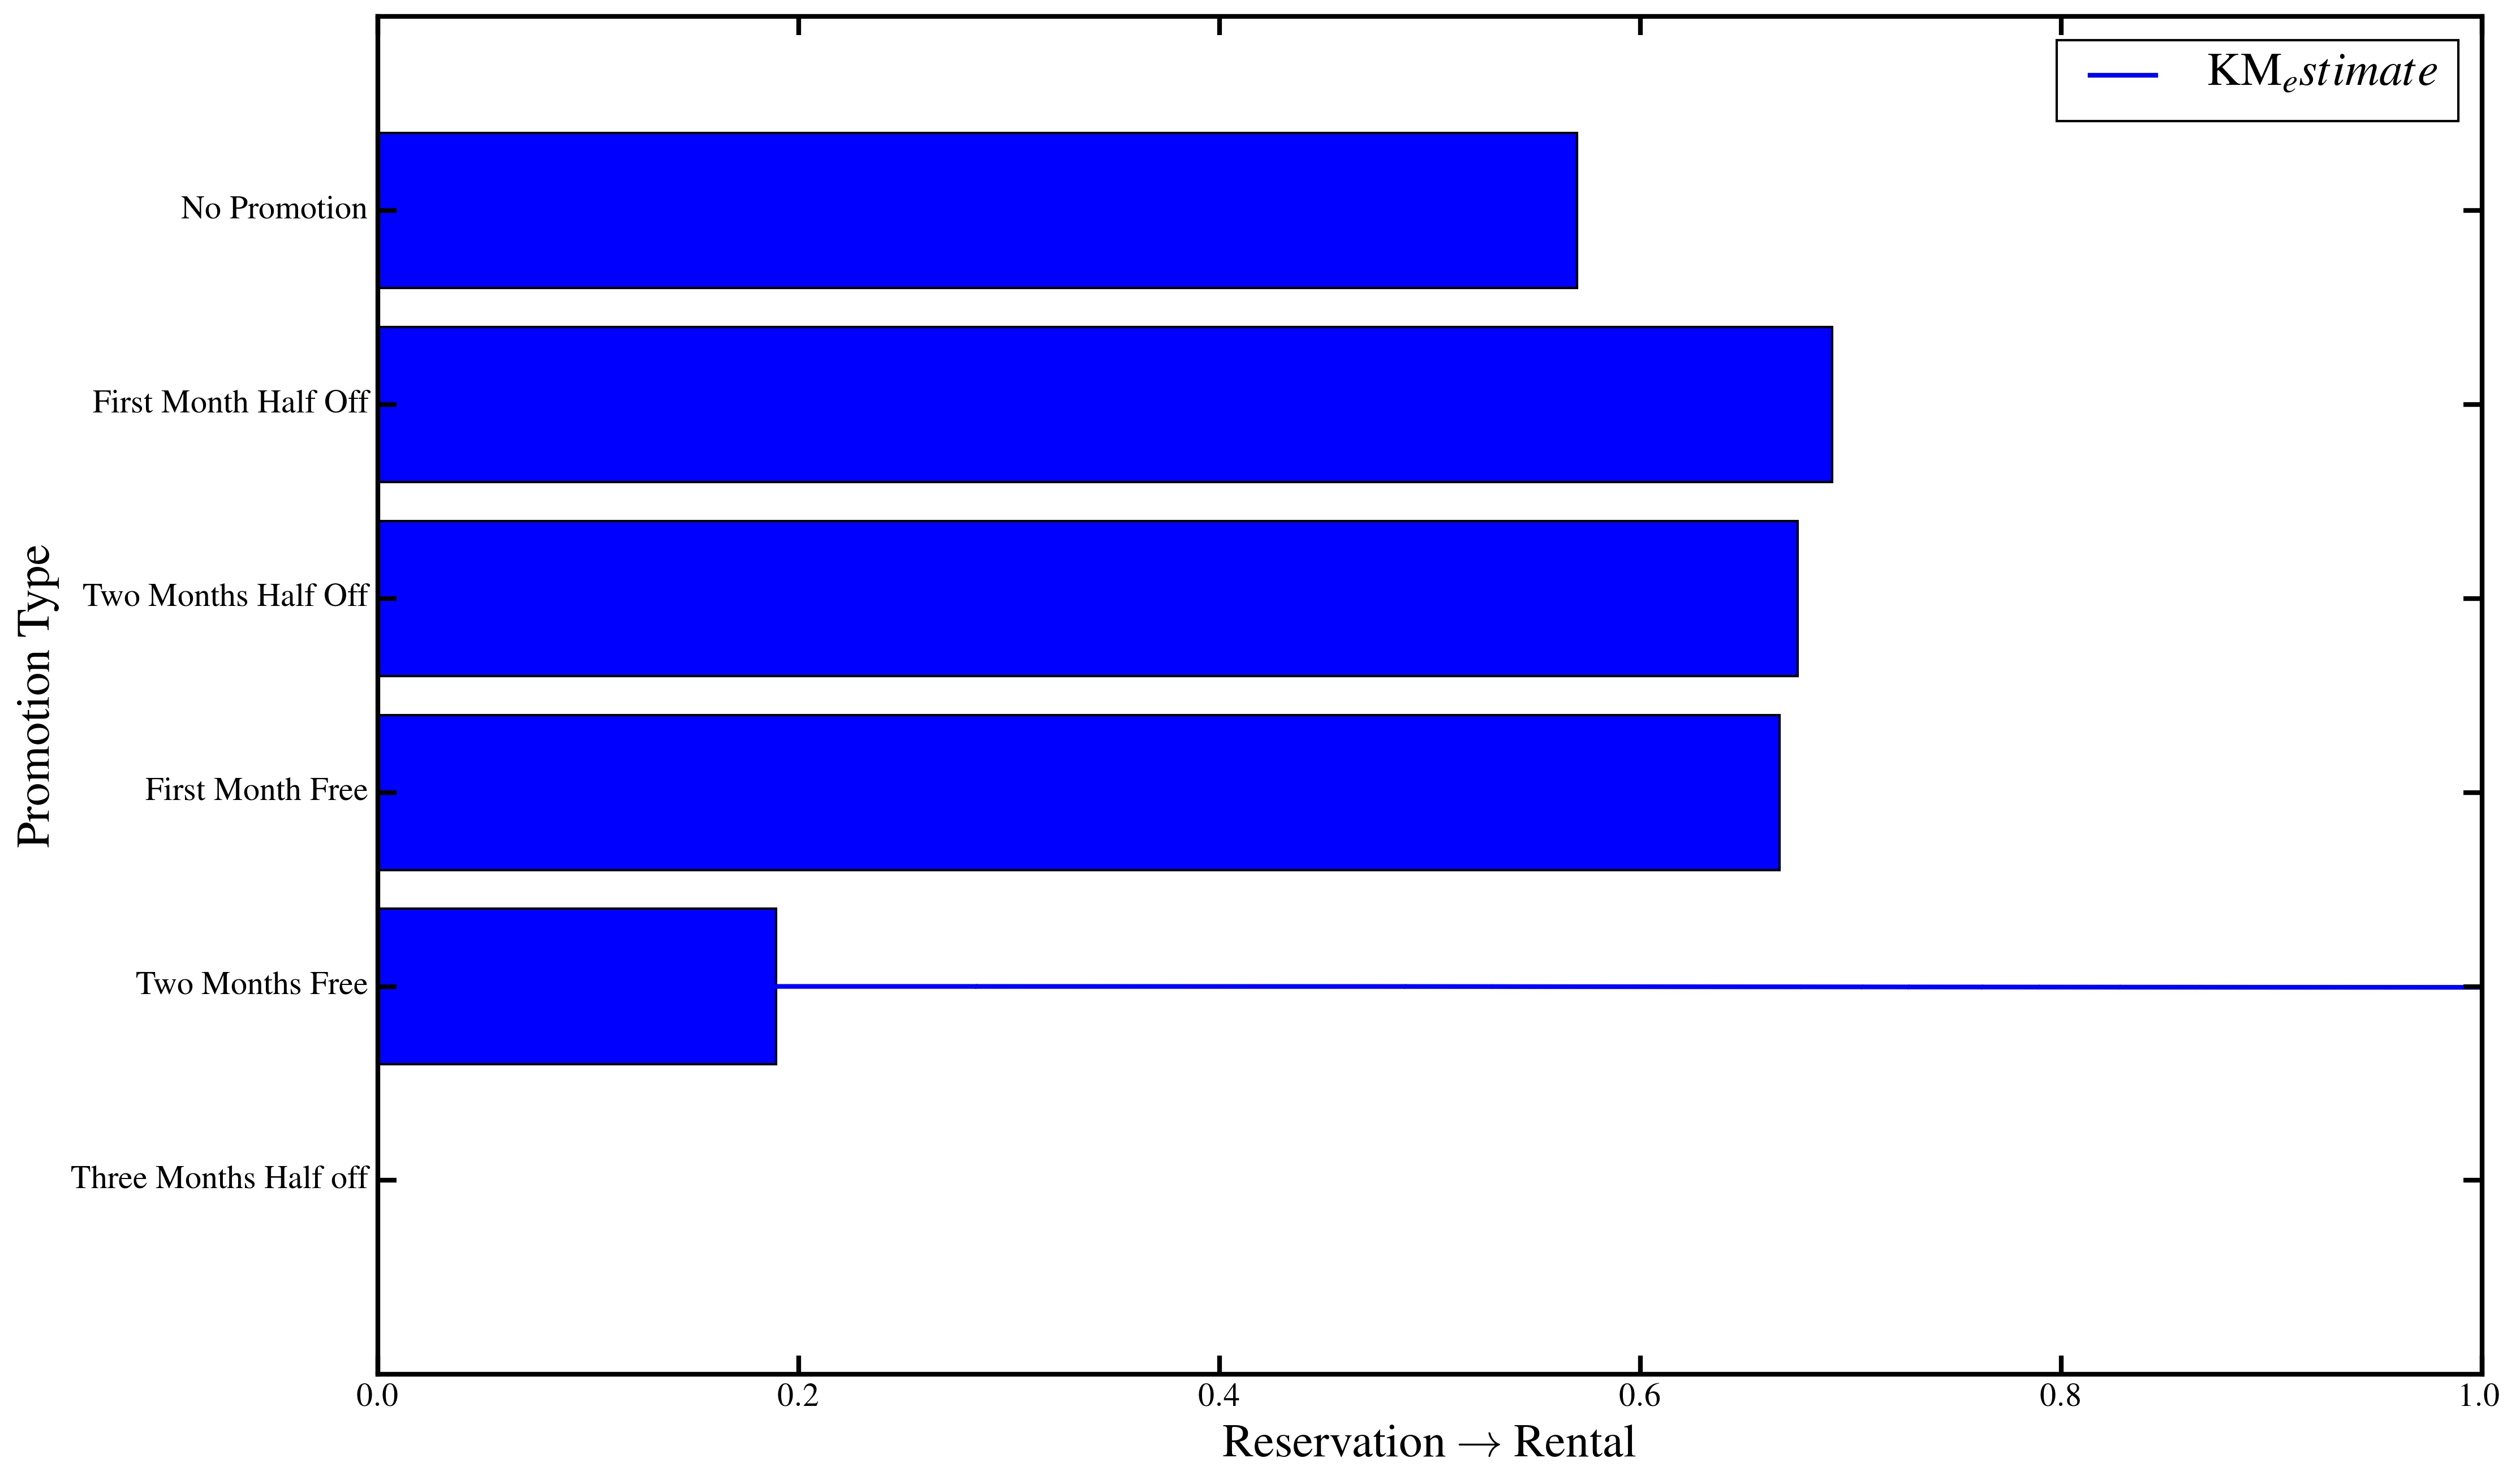 KMestimate
No Promotion
First Month Half Off
Two Months Half Off
First Month Free
Two Months Free
Three Months Half off
Promotion Type
0.0 0.2 0.4 0.6 0.8 1.0
Reservation → Rental